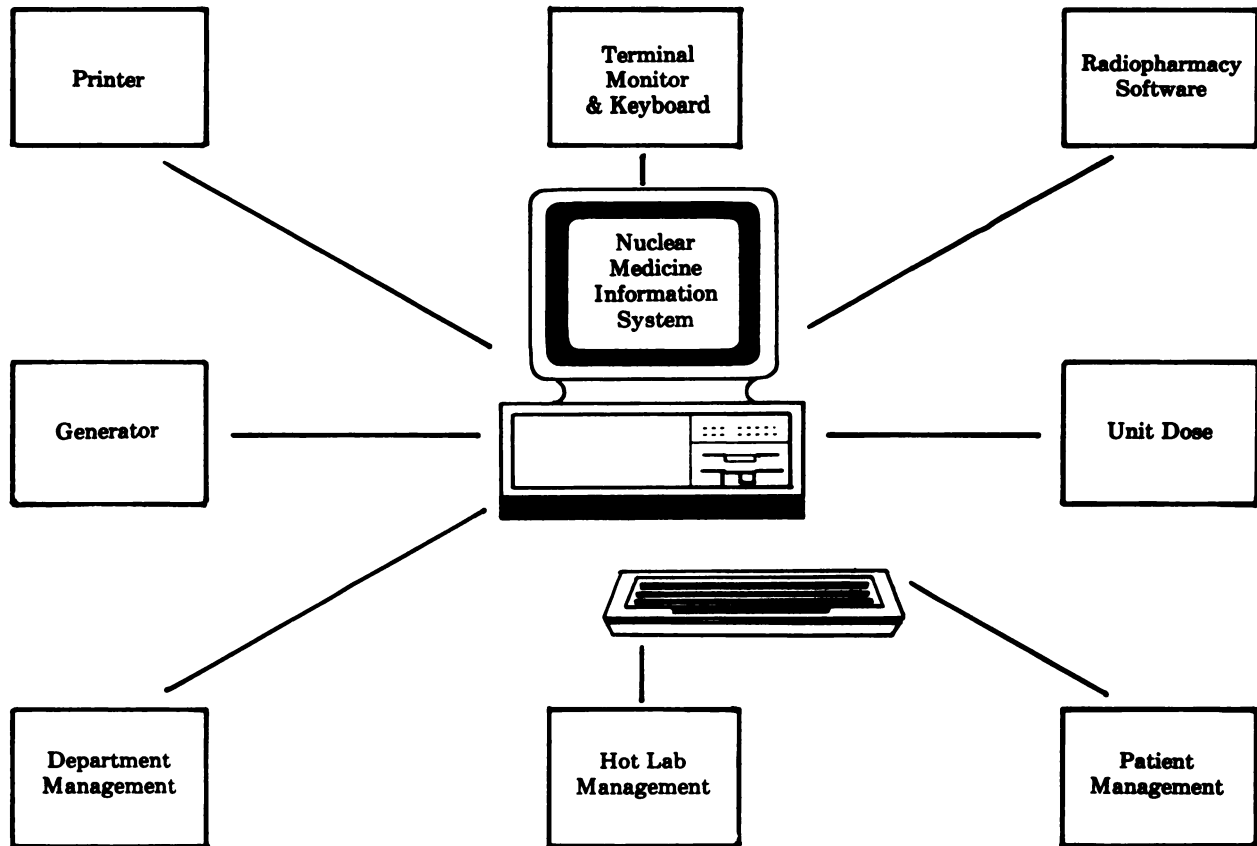 Printer
Terminal
Monitor
& Keyboard
Radiopharmacy
Software
Nuclear
Medicine
Information
System
Generator
Unit Dose
Department
Management
Hot Lab
Management
Patient
Management